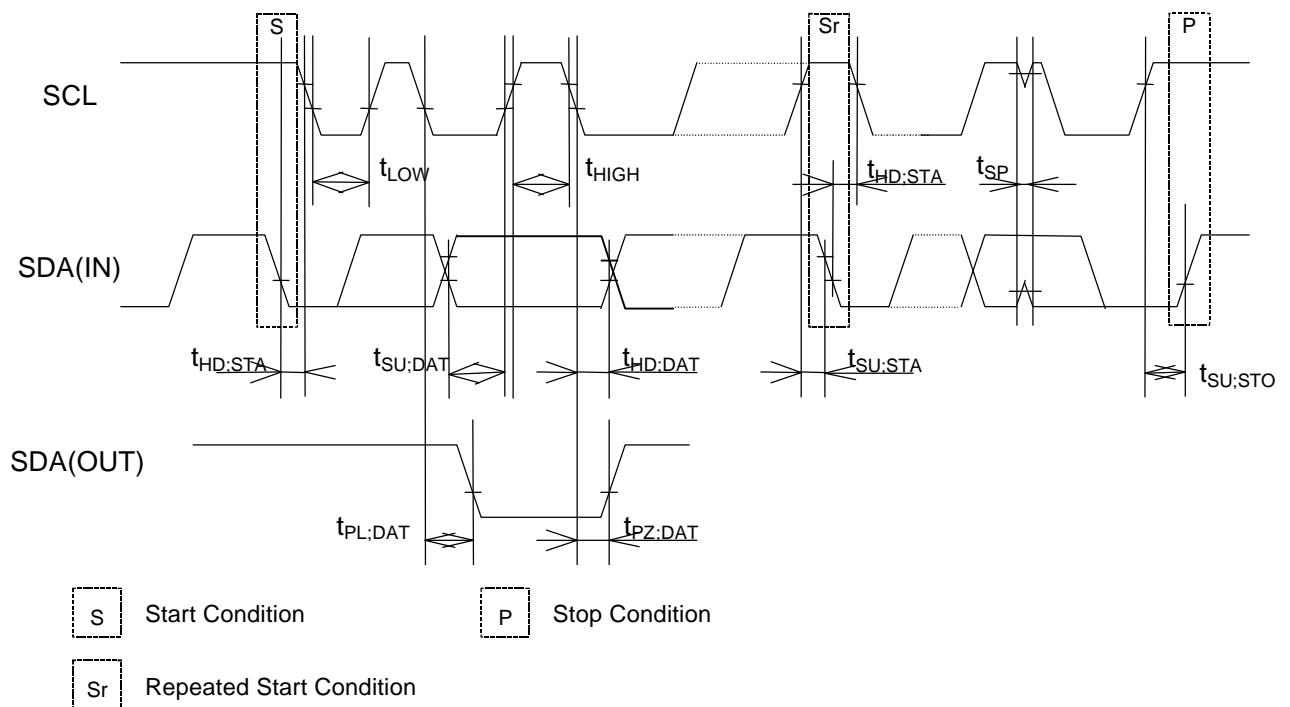 S
Sr
P
SCL
tLOW
tHIGH
tHD;STA
tSP
SDA(IN)
tHD;STA
tSU;DAT
tHD;DAT
tSU;STA
tSU;STO
SDA(OUT)
tPL;DAT
tPZ;DAT
S Start Condition
P Stop Condition
Sr Repeated Start Condition